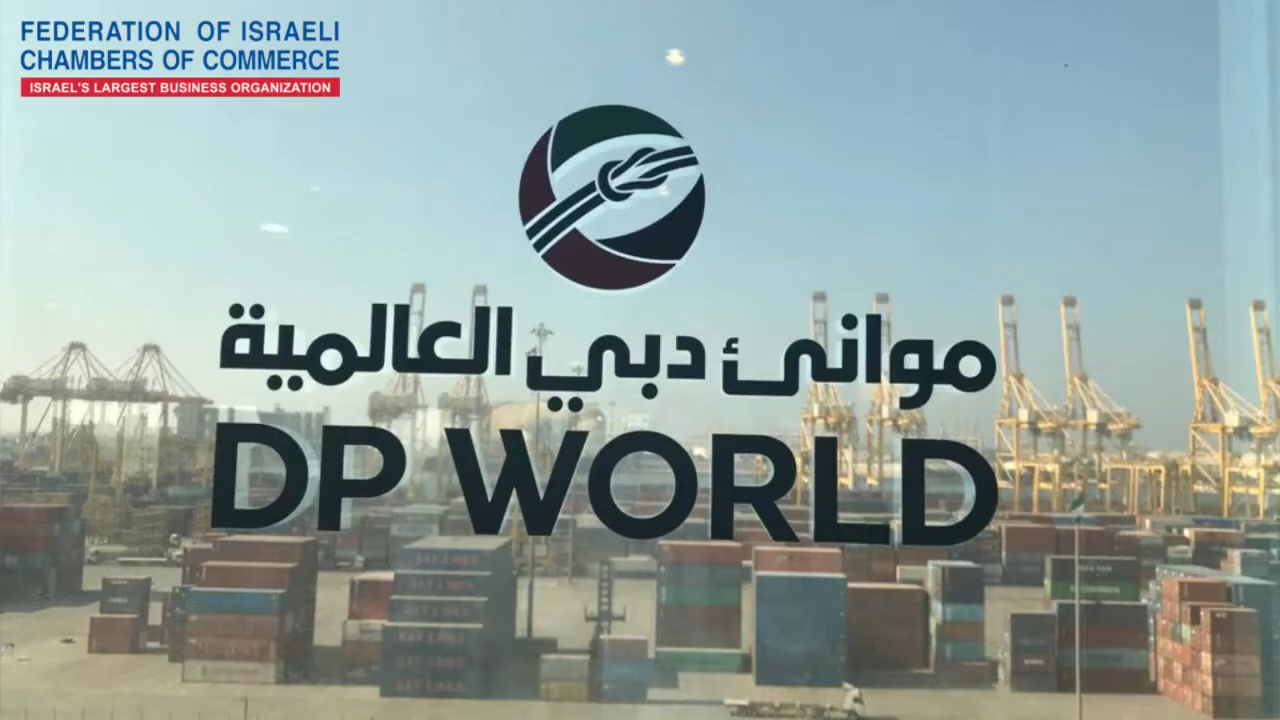 FEDERATION OF ISRAELI
CHAMBERS OF COMMERCE
ISRAEL'S LARGEST BUSINESS ORGANIZATION
موانئ دبي العالمية
DP WORLD